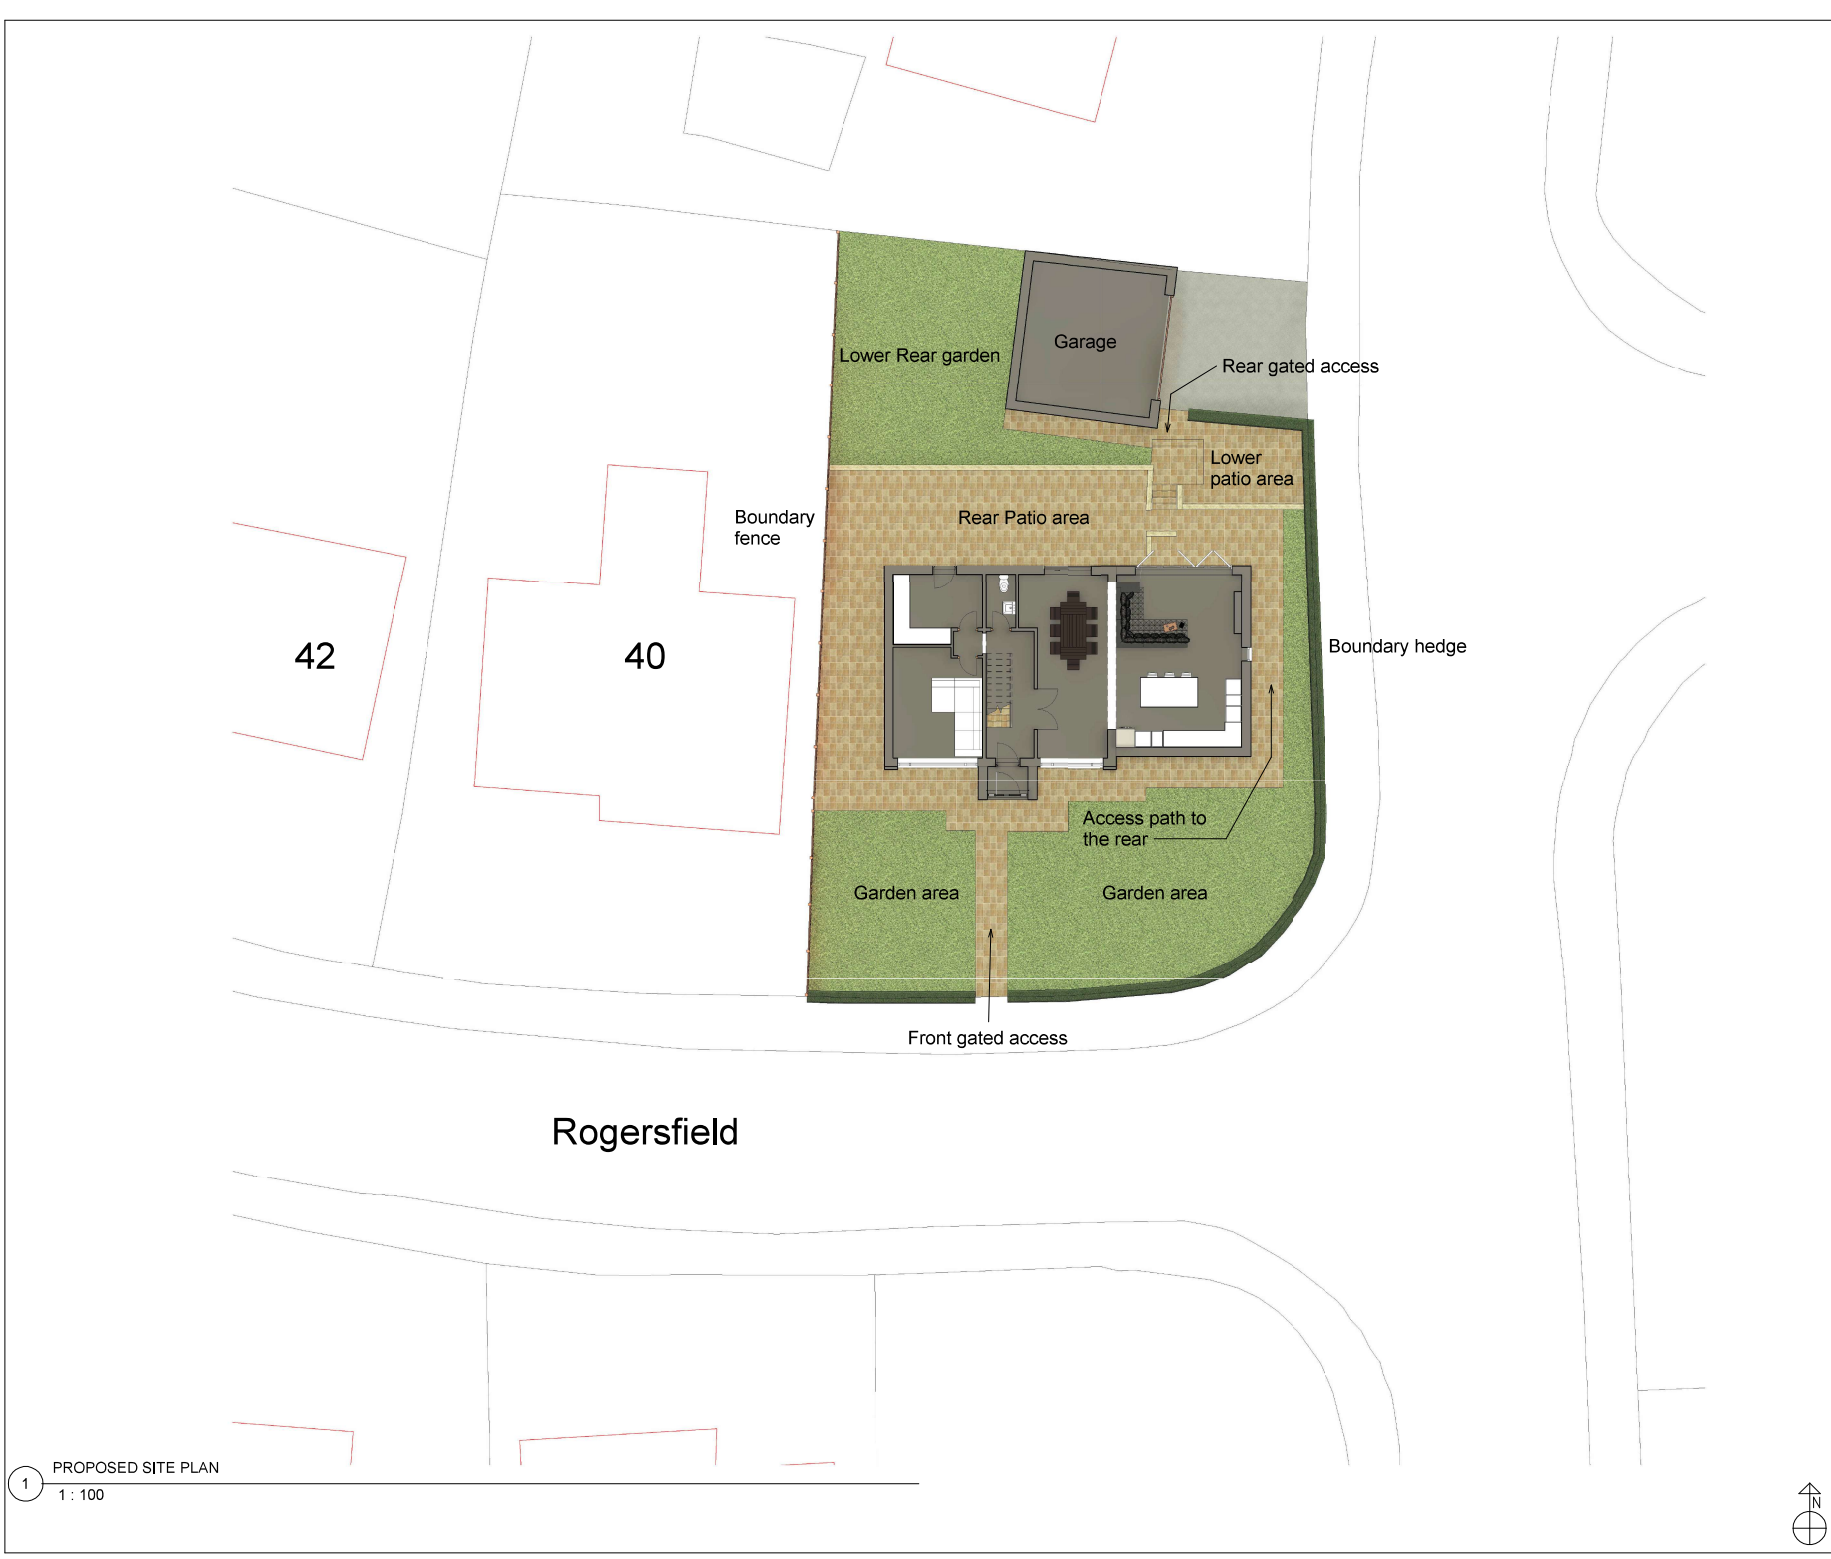 Garage
Lower Rear garden
Rear gated access
Lower
patio area
Boundary
fence
Rear Patio area
42
40
Boundary hedge
Access path to
the rear
Garden area
Garden area
Front gated access
Rogersfield
1
PROPOSED SITE PLAN
1 : 100
N